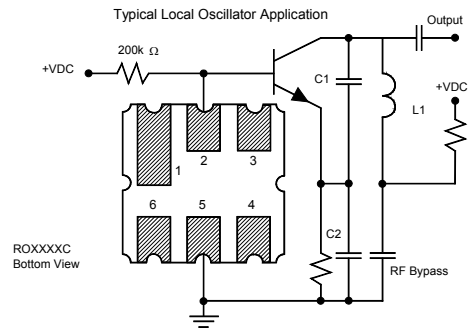 Typical Local Oscillator Application
Output
200k Ω
+VDC
C1
+VDC
L1
1
2
3
6
5
4
C2
ROXXXXC
Bottom View
RF Bypass